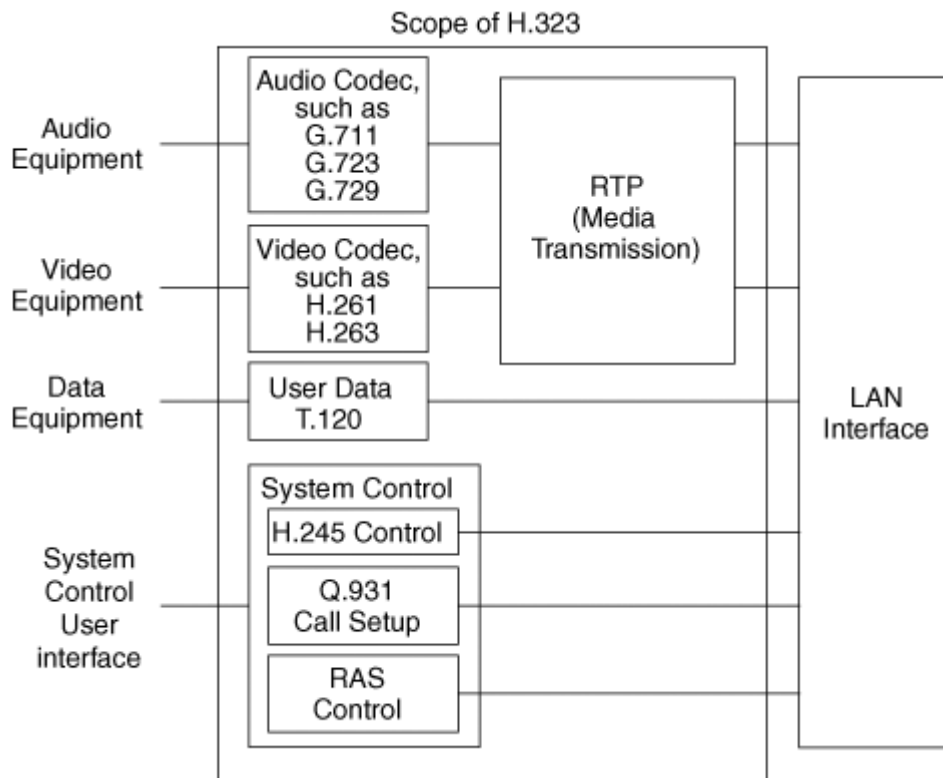 Scope of H.323
Audio
Equipment
Audio Codec,
such as
G.711
G.723
G.729
RTP
(Media
Transmission)
Video
Equipment
Video Codec,
such as
H.261
H.263
Data
Equipment
User Data
T.120
LAN
Interface
System Control
H.245 Control
System
Control
User
interface
Q.931
Call Setup
RAS
Control